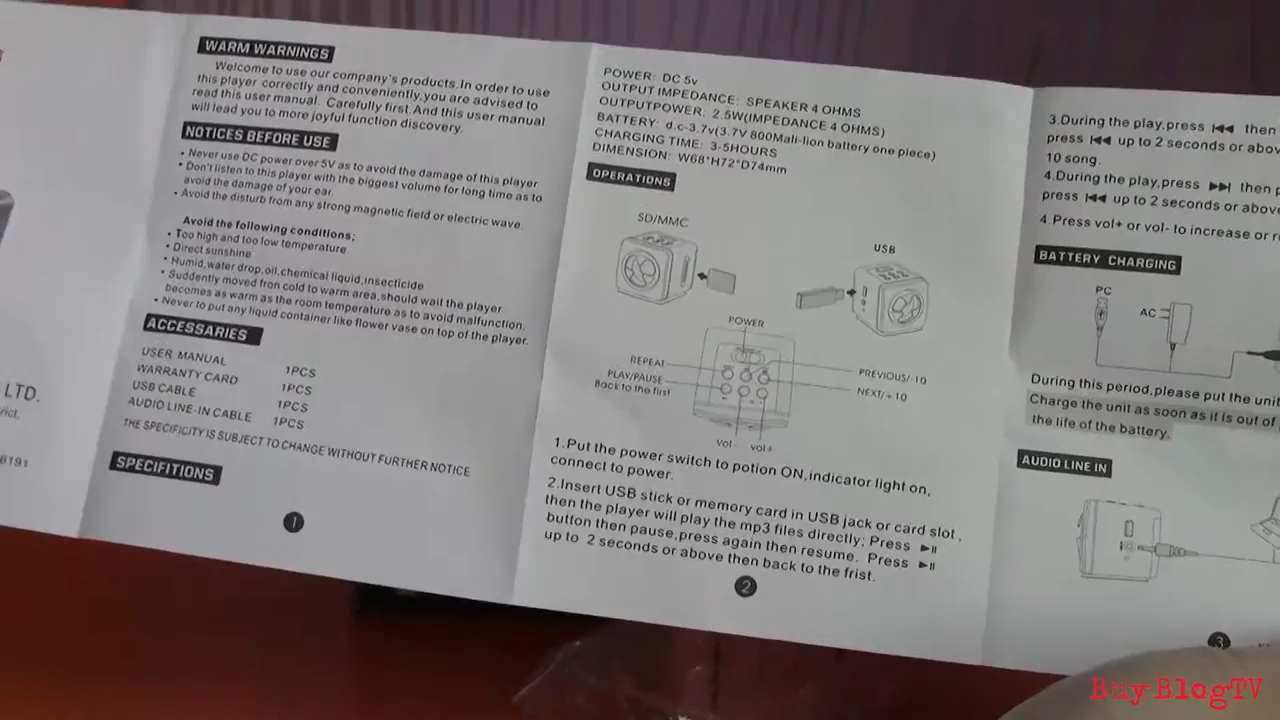 LTD.
6191
WARM WARNINGS
Welcome to use our company's products.In order to use
this player correctly and conveniently,you are advised to
read this user manual. Carefully first.And this user manual
will lead you to more joyful function discovery.
NOTICES BEFORE USE
• Never use DC power over 5V as to avoid the damage of this player
• Don't listen to this player with the biggest volume for long time as to
avoid the damage of your ear.
• Avoid the disturb from any strong magnetic field or electric wave.
Avoid the following conditions;
• Too high and too low temperature
• Direct sunshine
• Humid,water drop,oil,chemical liquid,insecticide
• Suddently moved fron cold to warm area,should wait the player
becomes as warm as the room temperature as to avoid malfunction.
• Never to put any liquid container like flower vase on top of the player.
ACCESSARIES
USER MANUAL 1PCS
WARRANTY CARD 1PCS
USB CABLE 1PCS
AUDIO LINE-IN CABLE 1PCS
THE SPECIFICITY IS SUBJECT TO CHANGE WITHOUT FURTHER NOTICE
SPECIFITIONS
1
POWER: DC 5v
OUTPUT IMPEDANCE: SPEAKER 4 OHMS
OUTPUTPOWER: 2.5W(IMPEDANCE 4 OHMS)
BATTERY: d.c-3.7v(3.7V 800Mali-lion battery one piece)
CHARGING TIME: 3-5HOURS
DIMENSION: W68*H72*D74mm
OPERATIONS
SD/MMC
USB
POWER
REPEAT
PREVIOUS/-10
PLAY/PAUSE
Back to the first
NEXT/+10
Vol -
vol+
1.Put the power switch to potion ON,indicator light on,
connect to power.
2.Insert USB stick or memory card in USB jack or card slot,
then the player will play the mp3 files directly; Press ▶II
button then pause,press again then resume. Press ▶II
up to 2 seconds or above then back to the frist.
2
3.During the play,press I◀◀ then
press I◀◀ up to 2 seconds or abov
10 song.
4.During the play,press ▶▶I then p
press I◀◀ up to 2 seconds or above
4.Press vol+ or vol- to increase or r
BATTERY CHARGING
PC
AC
During this period,please put the unit
Charge the unit as soon as it is out of
the life of the battery.
AUDIO LINE IN
3
BuyBlogTV